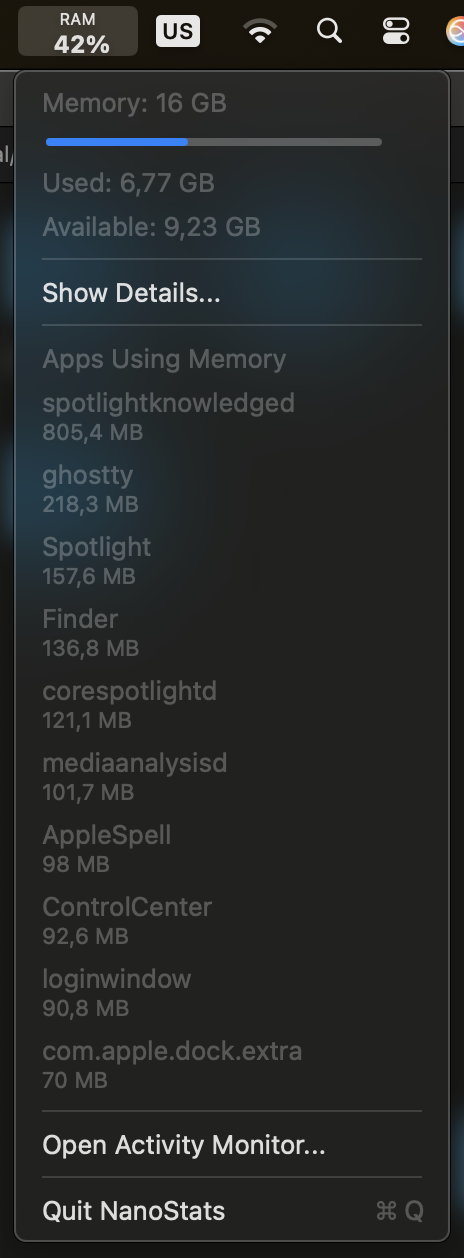 RAM
42%
US
al/
Memory: 16 GB
Used: 6,77 GB
Available: 9,23 GB
Show Details...
Apps Using Memory
spotlightknowledged
805,4 MB
ghostty
218,3 MB
Spotlight
157,6 MB
Finder
136,8 MB
corespotlightd
121,1 MB
mediaanalysisd
101,7 MB
AppleSpell
98 MB
ControlCenter
92,6 MB
loginwindow
90,8 MB
com.apple.dock.extra
70 MB
Open Activity Monitor...
Quit NanoStats ⌘ Q